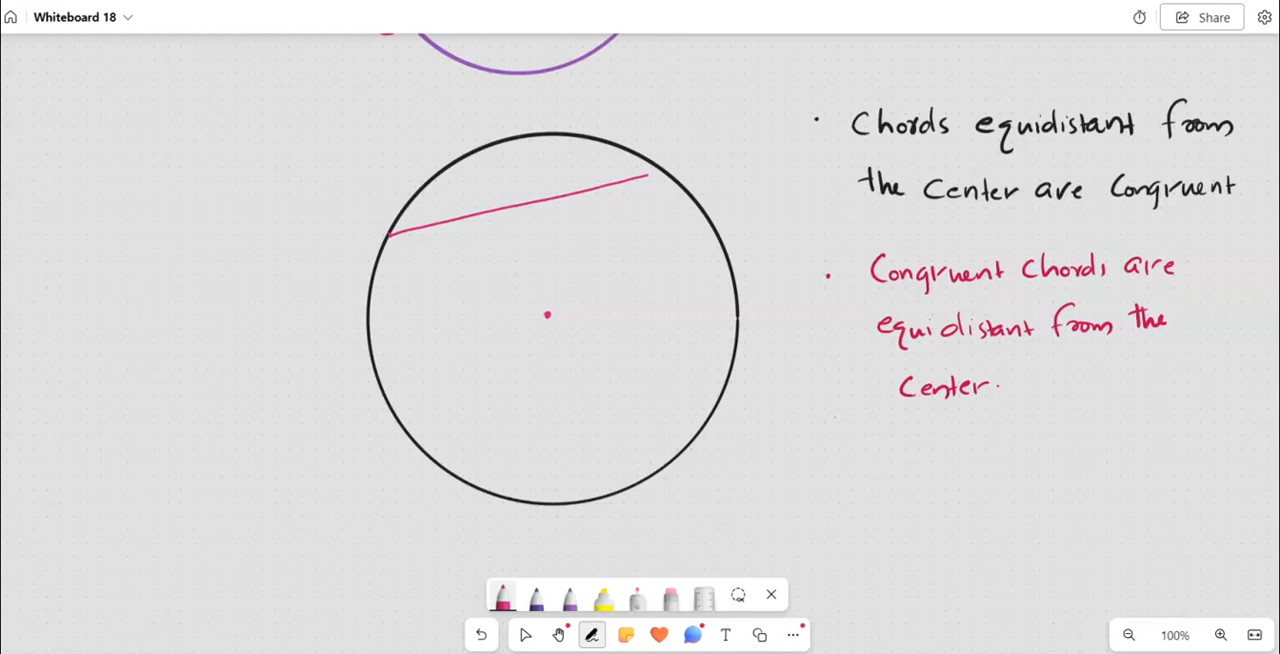 Whiteboard 18
Share
· Chords equidistant from
the Center are Congruent
· Congruent Chords are
equidistant from the
Center.
T
100%